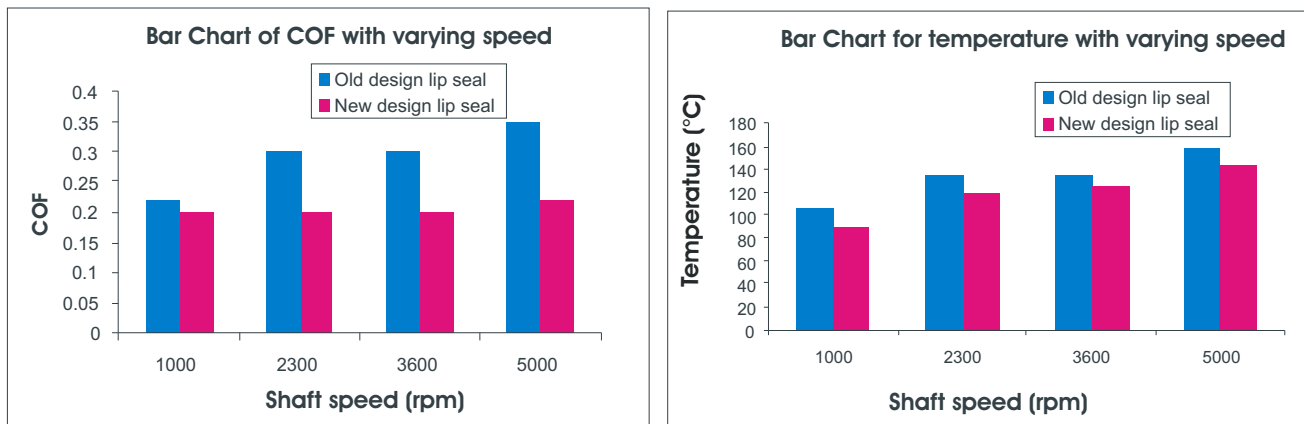 Bar Chart of COF with varying speed
Old design lip seal
New design lip seal
COF
0.4
0.35
0.3
0.25
0.2
0.15
0.1
0.05
0
1000 2300 3600 5000
Shaft speed (rpm)
Bar Chart for temperature with varying speed
Old design lip seal
New design lip seal
Temperature (°C)
180
160
140
120
100
80
60
40
20
0
1000 2300 3600 5000
Shaft speed (rpm)